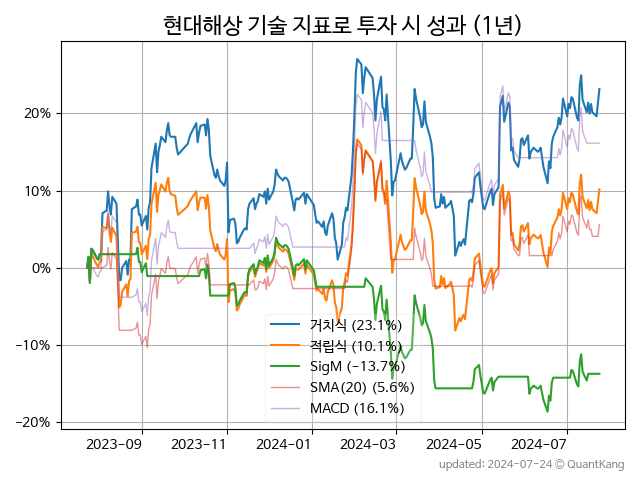 현대해상 기술 지표로 투자 시 성과 (1년)
20%
10%
0%
−10%
−20%
거치식 (23.1%)
적립식 (10.1%)
SigM (−13.7%)
SMA(20) (5.6%)
MACD (16.1%)
2023-09
2023-11
2024-01
2024-03
2024-05
2024-07
updated: 2024-07-24 @ QuantKang